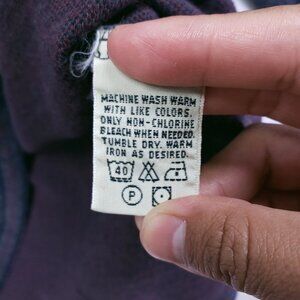 MACHINE WASH WARM
WITH LIKE COLORS.
ONLY NON-CHLORINE
BLEACH WHEN NEEDED.
TUMBLE DRY. WARM
IRON AS DESIRED.
40
P